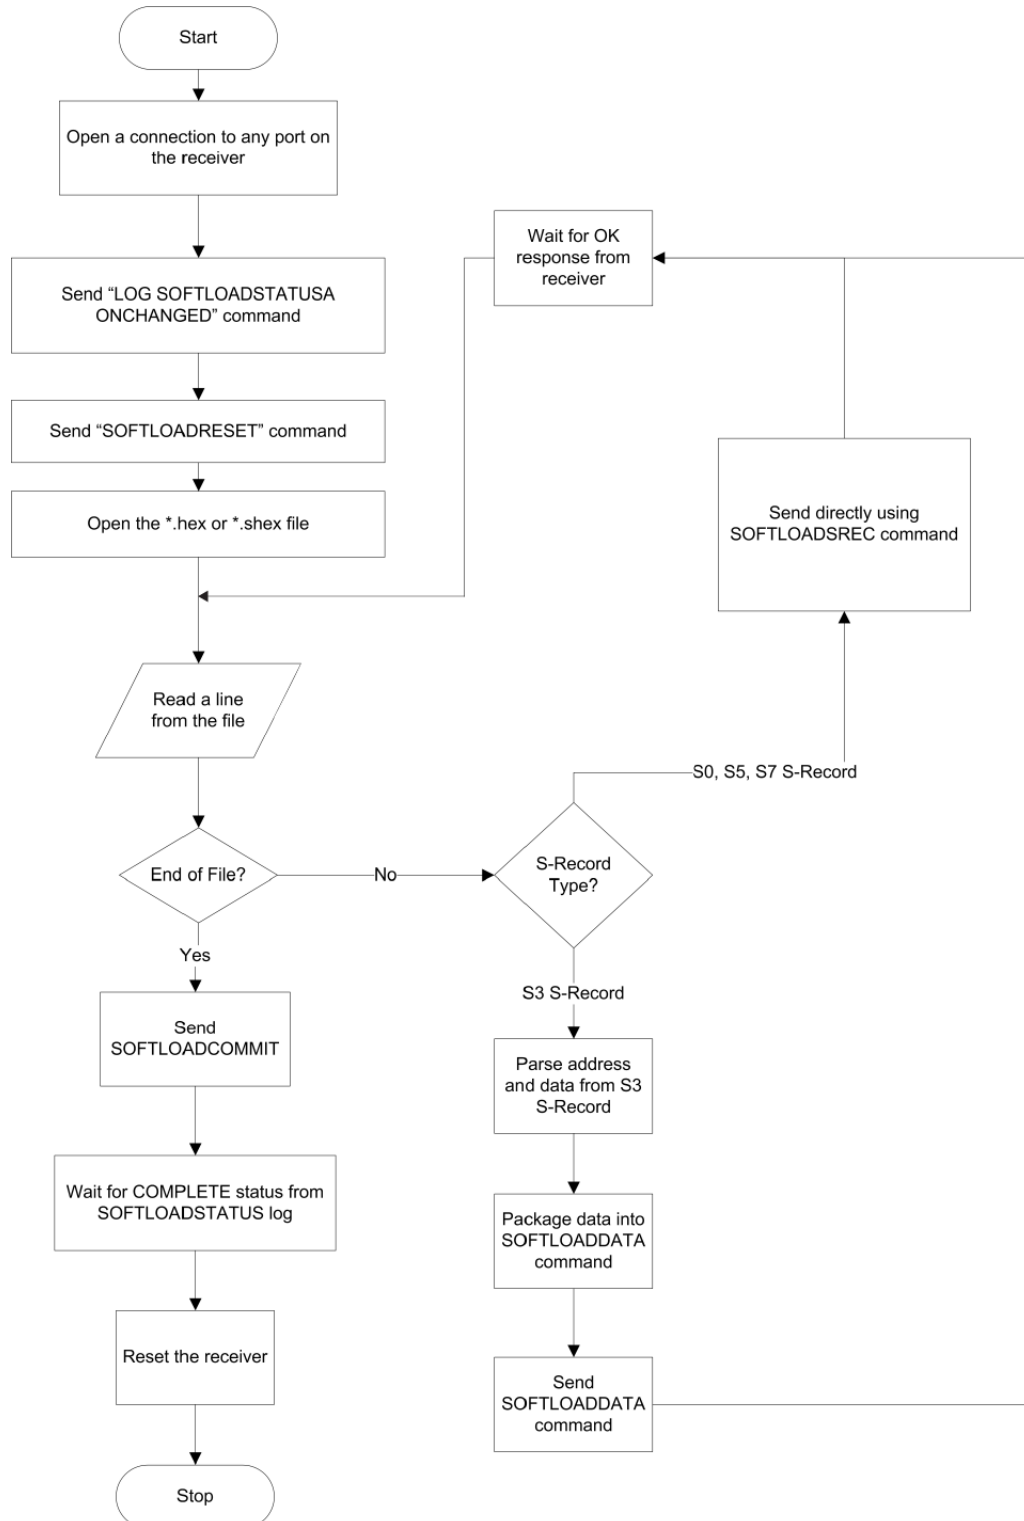 Start
Open a connection to any port on
the receiver
Send “LOG SOFTLOADSTATUSA
ONCHANGED” command
Send “SOFTLOADRESET” command
Open the *.hex or *.shex file
Read a line
from the file
End of File?
No
Yes
Send
SOFTLOADCOMMIT
Wait for COMPLETE status from
SOFTLOADSTATUS log
Reset the receiver
Stop
S-Record
Type?
S0, S5, S7 S-Record
Send directly using
SOFTLOADSREC command
Wait for OK
response from
receiver
S3 S-Record
Parse address
and data from S3
S-Record
Package data into
SOFTLOADDATA
command
Send
SOFTLOADDATA
command